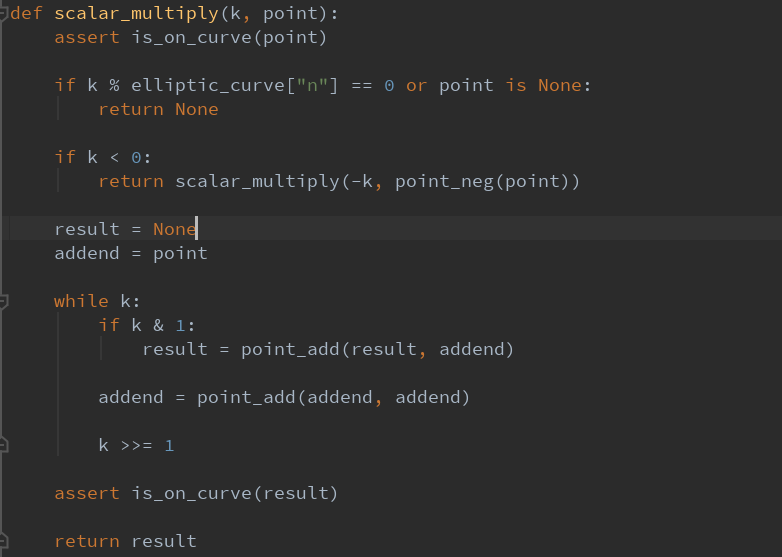 def scalar_multiply(k, point):
    assert is_on_curve(point)
    if k % elliptic_curve["n"] == 0 or point is None:
        return None
    if k < 0:
        return scalar_multiply(-k, point_neg(point))
    result = None
    addend = point
    while k:
        if k & 1:
            result = point_add(result, addend)
        addend = point_add(addend, addend)
        k >>= 1
    assert is_on_curve(result)
    return result